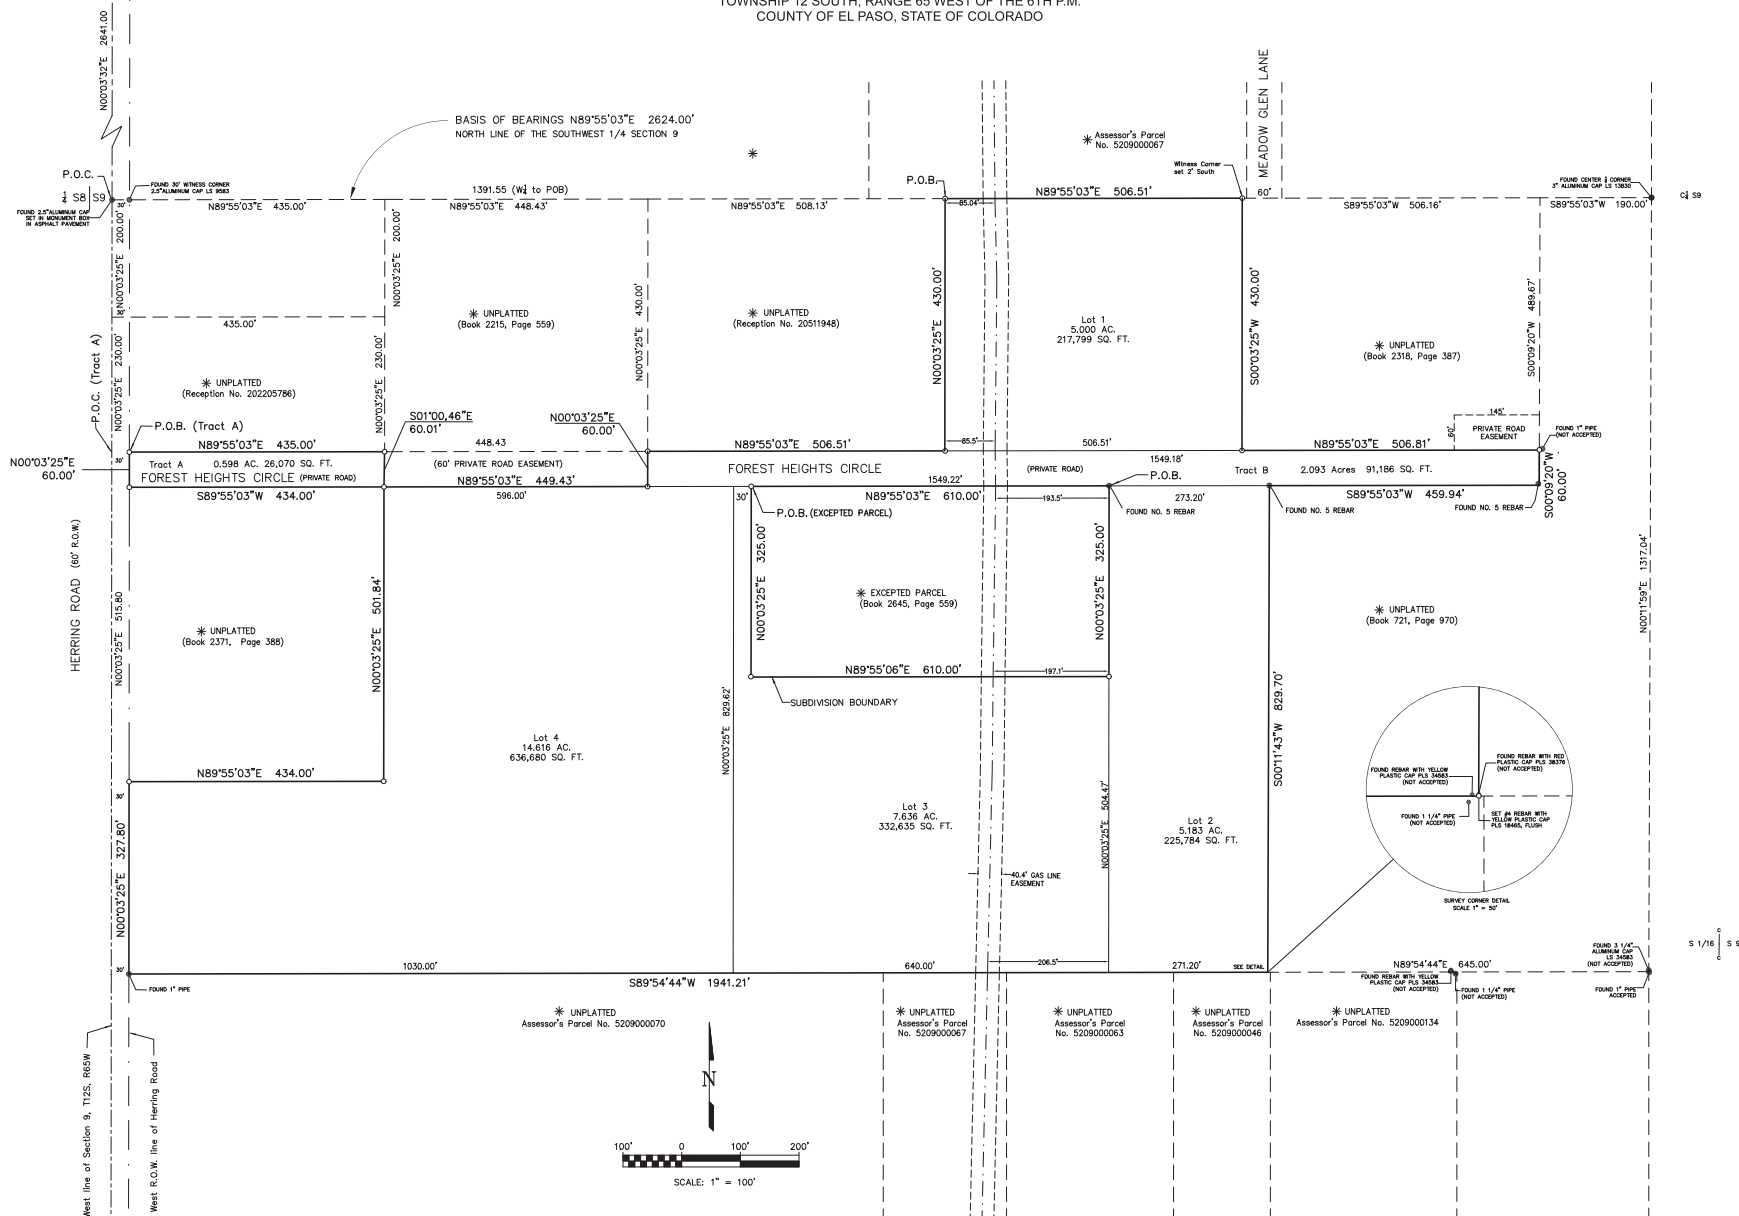 TOWNSHIP 12 SOUTH, RANGE 65 WEST OF THE 6TH P.M.
COUNTY OF EL PASO, STATE OF COLORADO
N00°03'32"E 2641.00
BASIS OF BEARINGS N89°55'03"E 2624.00'
NORTH LINE OF THE SOUTHWEST 1/4 SECTION 9
Assessor's Parcel
No. 5209000067
MEADOW GLEN LANE
Witness Corner
set 2' South
P.O.C.
1/4 S8 S9
FOUND 30' WITNESS CORNER
2.5"ALUMINUM CAP LS 9583
FOUND 2.5"ALUMINUM CAP
SET IN MONUMENT BOX
IN ASPHALT PAVEMENT
1391.55 (W¼ to POB)
P.O.B.
N89°55'03"E 506.51'
60'
FOUND CENTER ¼ CORNER
3" ALUMINUM CAP LS 13830
C¼ S9
30'
N89°55'03"E 435.00'
N89°55'03"E 448.43'
N89°55'03"E 508.13'
85.04'
S89°55'03"W 506.16'
S89°55'03"W 190.00'
N00°03'25"E 200.00'
N00°03'25"E 200.00'
30'
435.00'
UNPLATTED
(Book 2215, Page 559)
N00°03'25"E 430.00'
UNPLATTED
(Reception No. 20511948)
N00°03'25"E 430.00'
Lot 1
5.000 AC.
217,799 SQ. FT.
S00°03'25"W 430.00'
UNPLATTED
(Book 2318, Page 387)
S00°09'20"W 489.67'
P.O.C. (Tract A)
N00°03'25"E 230.00'
UNPLATTED
(Reception No. 202205786)
N00°03'25"E 230.00'
P.O.B. (Tract A)
S01°00,46"E
60.01'
N00°03'25"E
60.00'
145'
60'
PRIVATE ROAD
EASEMENT
FOUND 1" PIPE
(NOT ACCEPTED)
N89°55'03"E 435.00'
448.43
N89°55'03"E 506.51'
85.5'
506.51'
N89°55'03"E 506.81'
N00°03'25"E
60.00'
30'
Tract A 0.598 AC. 26,070 SQ. FT.
FOREST HEIGHTS CIRCLE (PRIVATE ROAD)
(60' PRIVATE ROAD EASEMENT)
FOREST HEIGHTS CIRCLE
(PRIVATE ROAD)
1549.18'
P.O.B.
Tract B 2.093 Acres 91,186 SQ. FT.
S00°09'20"W
60.00'
1549.22'
S89°55'03"W 434.00'
N89°55'03"E 449.43'
596.00'
30'
N89°55'03"E 610.00'
193.5'
273.20'
S89°55'03"W 459.94'
P.O.B. (EXCEPTED PARCEL)
FOUND NO. 5 REBAR
FOUND NO. 5 REBAR
FOUND NO. 5 REBAR
HERRING ROAD (60' R.O.W.)
N00°03'25"E 515.80
UNPLATTED
(Book 2371, Page 388)
N00°03'25"E 501.84'
N00°03'25"E 325.00'
EXCEPTED PARCEL
(Book 2645, Page 559)
N00°03'25"E 325.00'
UNPLATTED
(Book 721, Page 970)
N00°11'59"E 1317.04'
N89°55'06"E 610.00'
197.1'
SUBDIVISION BOUNDARY
Lot 4
14.616 AC.
636,680 SQ. FT.
N00°03'25"E 829.62'
S00°11'43"W 829.70'
N89°55'03"E 434.00'
30'
N00°03'25"E 327.80'
Lot 3
7.636 AC.
332,635 SQ. FT.
N00°03'25"E 504.47'
Lot 2
5.183 AC.
225,784 SQ. FT.
40.4' GAS LINE
EASEMENT
FOUND REBAR WITH YELLOW
PLASTIC CAP PLS 34583
(NOT ACCEPTED)
FOUND REBAR WITH RED
PLASTIC CAP PLS 38376
(NOT ACCEPTED)
FOUND 1 1/4" PIPE
(NOT ACCEPTED)
SET #4 REBAR WITH
YELLOW PLASTIC CAP
PLS 18465, FLUSH
SURVEY CORNER DETAIL
SCALE 1" = 50'
30'
1030.00'
S89°54'44"W 1941.21'
640.00'
206.5'
271.20'
SEE DETAIL
N89°54'44"E 645.00'
FOUND 3 1/4"
ALUMINUM CAP
LS 34583
(NOT ACCEPTED)
C
S 1/16 S 9
C
FOUND 1" PIPE
FOUND REBAR WITH YELLOW
PLASTIC CAP PLS 34583
(NOT ACCEPTED)
FOUND 1 1/4" PIPE
(NOT ACCEPTED)
FOUND 1" PIPE
ACCEPTED
UNPLATTED
Assessor's Parcel No. 5209000070
UNPLATTED
Assessor's Parcel
No. 5209000067
UNPLATTED
Assessor's Parcel
No. 5209000063
UNPLATTED
Assessor's Parcel
No. 5209000046
UNPLATTED
Assessor's Parcel No. 5209000134
West line of Section 9, T12S, R65W
West R.O.W. line of Herring Road
N
100' 0 100' 200'
SCALE: 1" = 100'